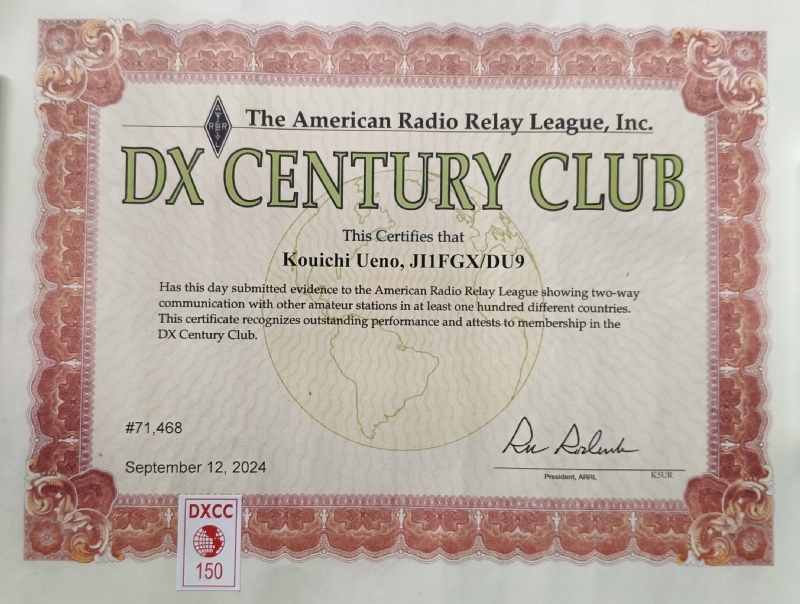 The American Radio Relay League, Inc.
DX CENTURY CLUB
This Certifies that
Kouichi Ueno, JI1FGX/DU9
Has this day submitted evidence to the American Radio Relay League showing two-way
communication with other amateur stations in at least one hundred different countries.
This certificate recognizes outstanding performance and attests to membership in the
DX Century Club.
#71,468
September 12, 2024
President, ARRL
K5UR
DXCC
150